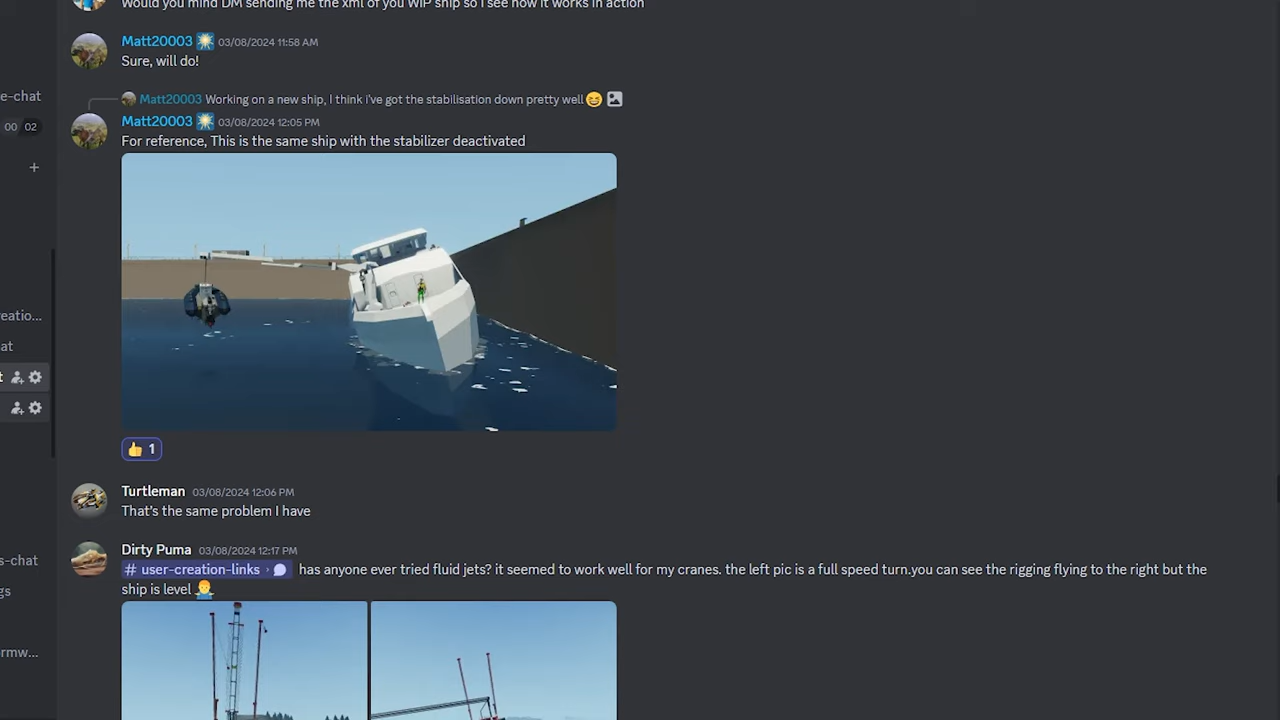 Would you mind DM sending me the xml of you WIP ship so I see how it works in action
Matt20003 03/08/2024 11:58 AM
Sure, will do!
e-chat
Matt20003 Working on a new ship, I think i've got the stabilisation down pretty well
00 02
Matt20003 03/08/2024 12:05 PM
For reference, This is the same ship with the stabilizer deactivated
+
eatio...
at
t
1
Turtleman 03/08/2024 12:06 PM
That's the same problem I have
Dirty Puma 03/08/2024 12:17 PM
s-chat
# user-creation-links › has anyone ever tried fluid jets? it seemed to work well for my cranes. the left pic is a full speed turn.you can see the rigging flying to the right but the
gs
ship is level
ormw...